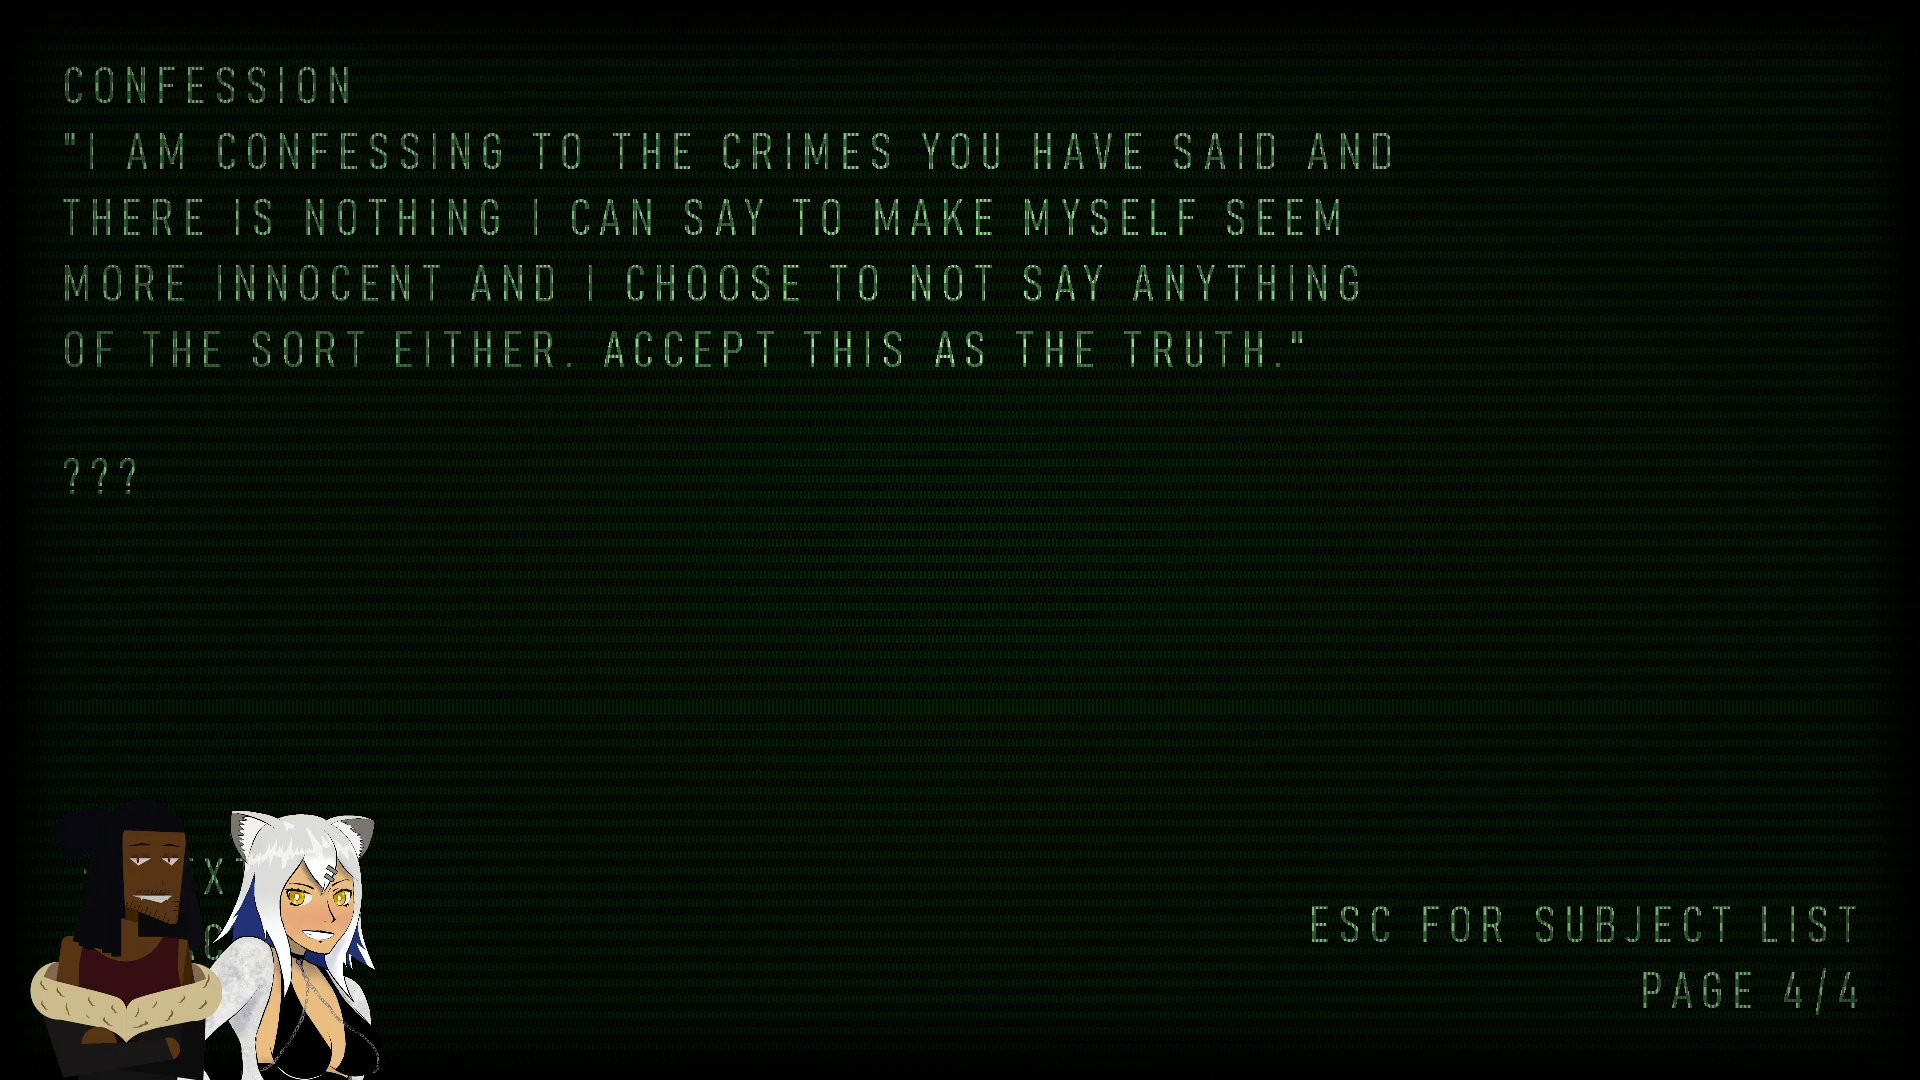 CONFESSION
"I AM CONFESSING TO THE CRIMES YOU HAVE SAID AND
THERE IS NOTHING I CAN SAY TO MAKE MYSELF SEEM
MORE INNOCENT AND I CHOOSE TO NOT SAY ANYTHING
OF THE SORT EITHER. ACCEPT THIS AS THE TRUTH."
???
ESC FOR SUBJECT LIST
PAGE 4/4